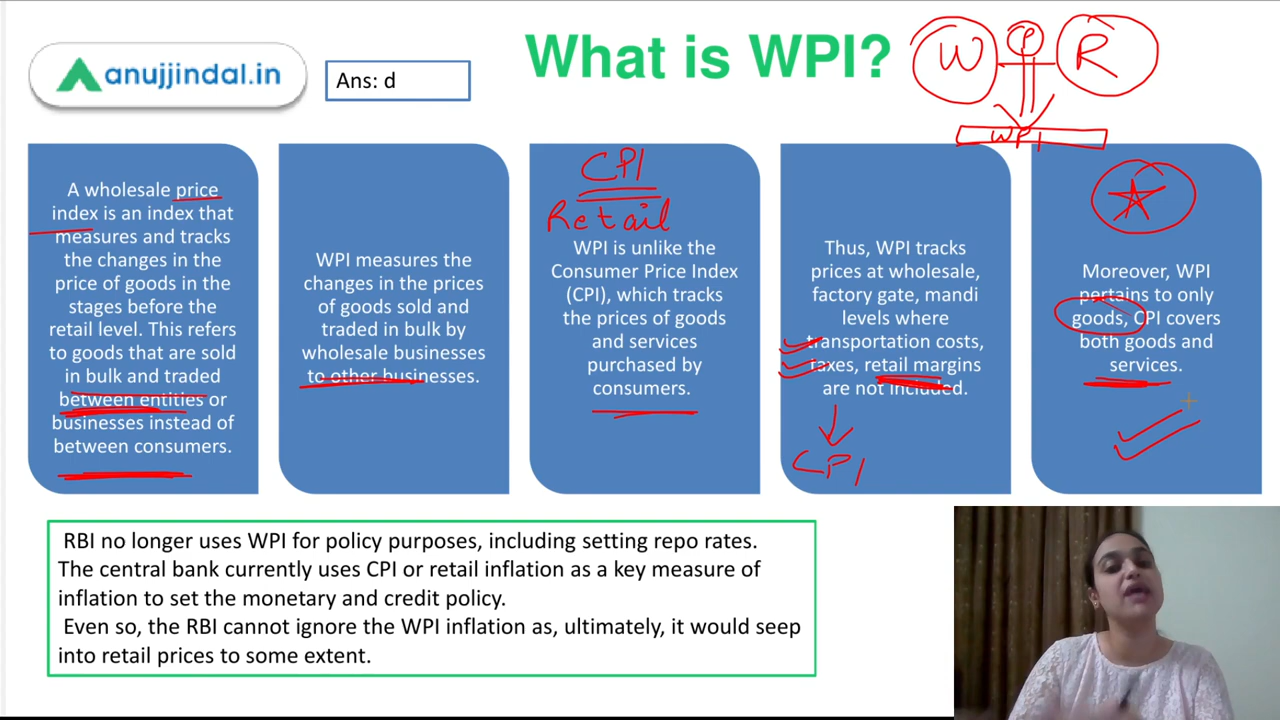 anujjindal.in
Ans: d
What is WPI?
W
P
R
WPI
A wholesale price
index is an index that
measures and tracks
the changes in the
price of goods in the
stages before the
retail level. This refers
to goods that are sold
in bulk and traded
between entities or
businesses instead of
between consumers.
WPI measures the
changes in the prices
of goods sold and
traded in bulk by
wholesale businesses
to other businesses.
CPI
Retail
WPI is unlike the
Consumer Price Index
(CPI), which tracks
the prices of goods
and services
purchased by
consumers.
Thus, WPI tracks
prices at wholesale,
factory gate, mandi
levels where
transportation costs,
taxes, retail margins
are not included.
CPI
Moreover, WPI
pertains to only
goods, CPI covers
both goods and
services.
RBI no longer uses WPI for policy purposes, including setting repo rates.
The central bank currently uses CPI or retail inflation as a key measure of
inflation to set the monetary and credit policy.
Even so, the RBI cannot ignore the WPI inflation as, ultimately, it would seep
into retail prices to some extent.